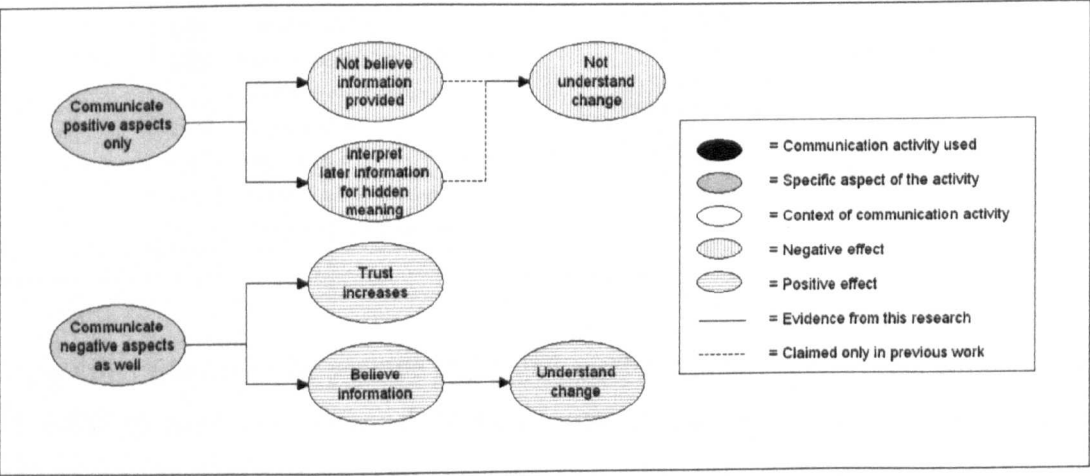 Communicate
positive aspects
only
Not believe
information
provided
Interpret
later information
for hidden
meaning
Not
understand
change
Communicate
negative aspects
as well
Trust
increases
Believe
information
Understand
change
= Communication activity used
= Specific aspect of the activity
= Context of communication activity
= Negative effect
= Positive effect
= Evidence from this research
= Claimed only in previous work